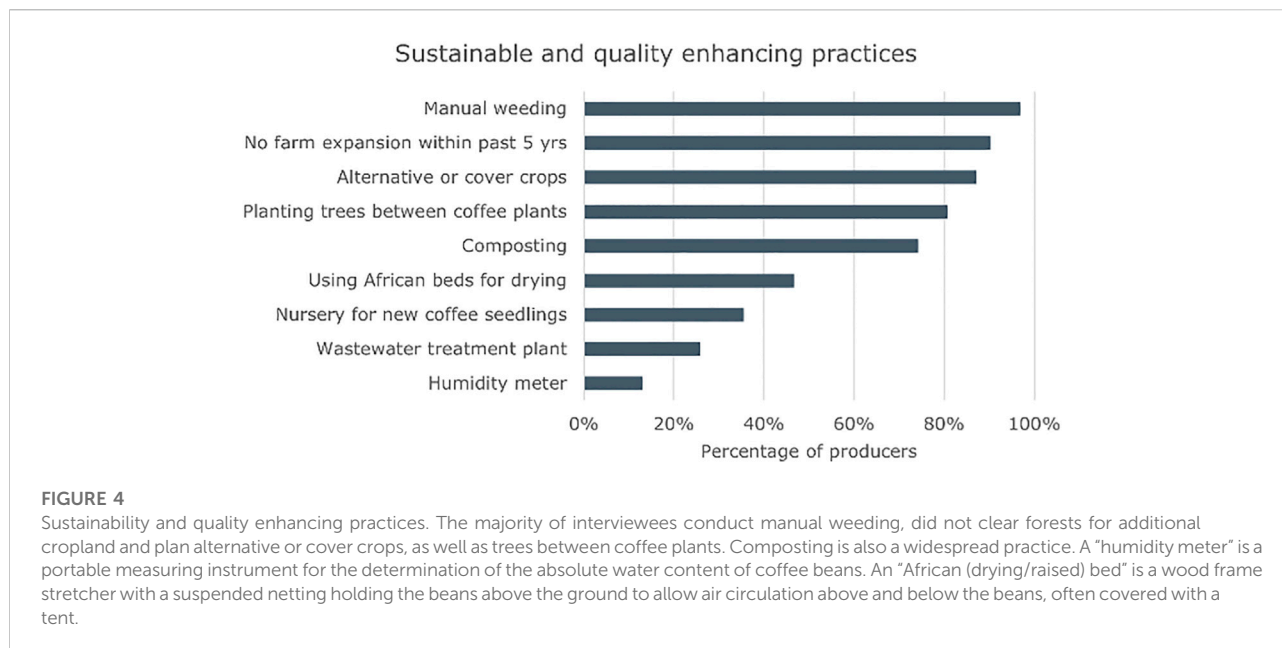 Sustainable and quality enhancing practices
Manual weeding
No farm expansion within past 5 yrs
Alternative or cover crops
Planting trees between coffee plants
Composting
Using African beds for drying
Nursery for new coffee seedlings
Wastewater treatment plant
Humidity meter
0% 20% 40% 60% 80% 100%
Percentage of producers
FIGURE 4
Sustainability and quality enhancing practices. The majority of interviewees conduct manual weeding, did not clear forests for additional
cropland and plan alternative or cover crops, as well as trees between coffee plants. Composting is also a widespread practice. A “humidity meter” is a
portable measuring instrument for the determination of the absolute water content of coffee beans. An “African (drying/raised) bed” is a wood frame
stretcher with a suspended netting holding the beans above the ground to allow air circulation above and below the beans, often covered with a
tent.